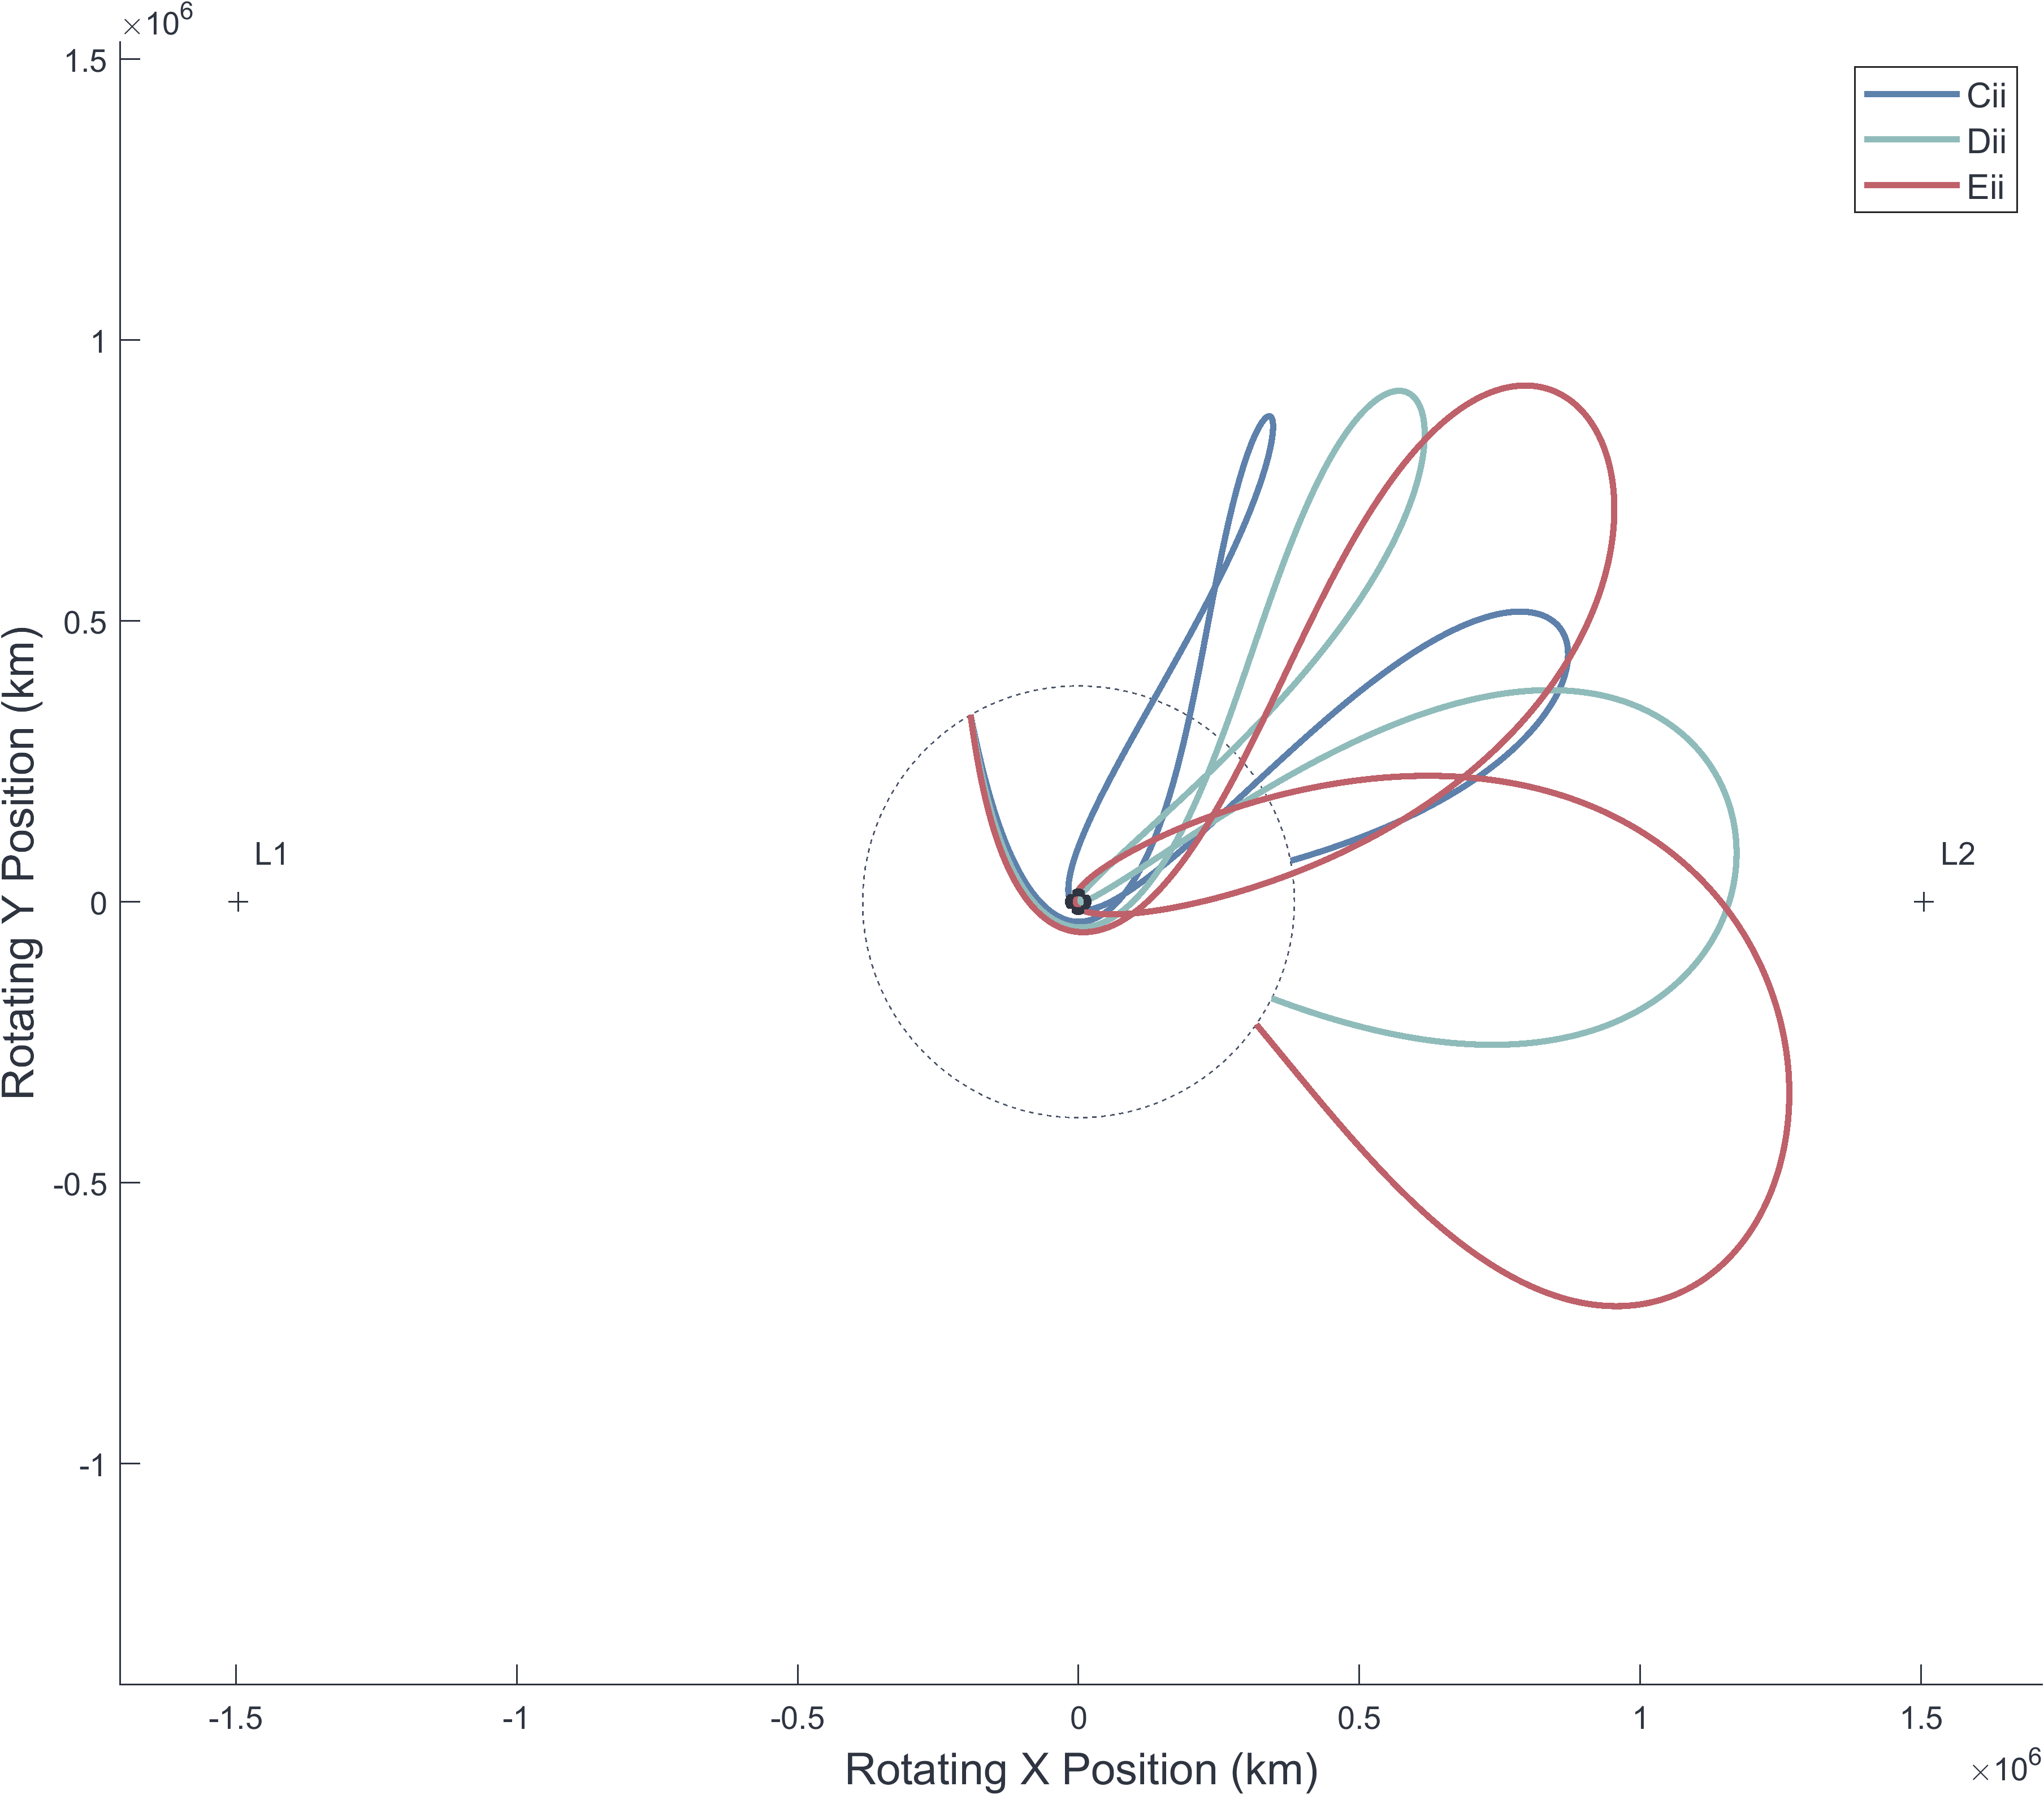 ×10⁶
1.5
1
0.5
0
-0.5
-1
Rotating Y Position (km)
Cii
Dii
Eii
L1
L2
-1.5
-1
-0.5
0
0.5
1
1.5
Rotating X Position (km)
×10⁶